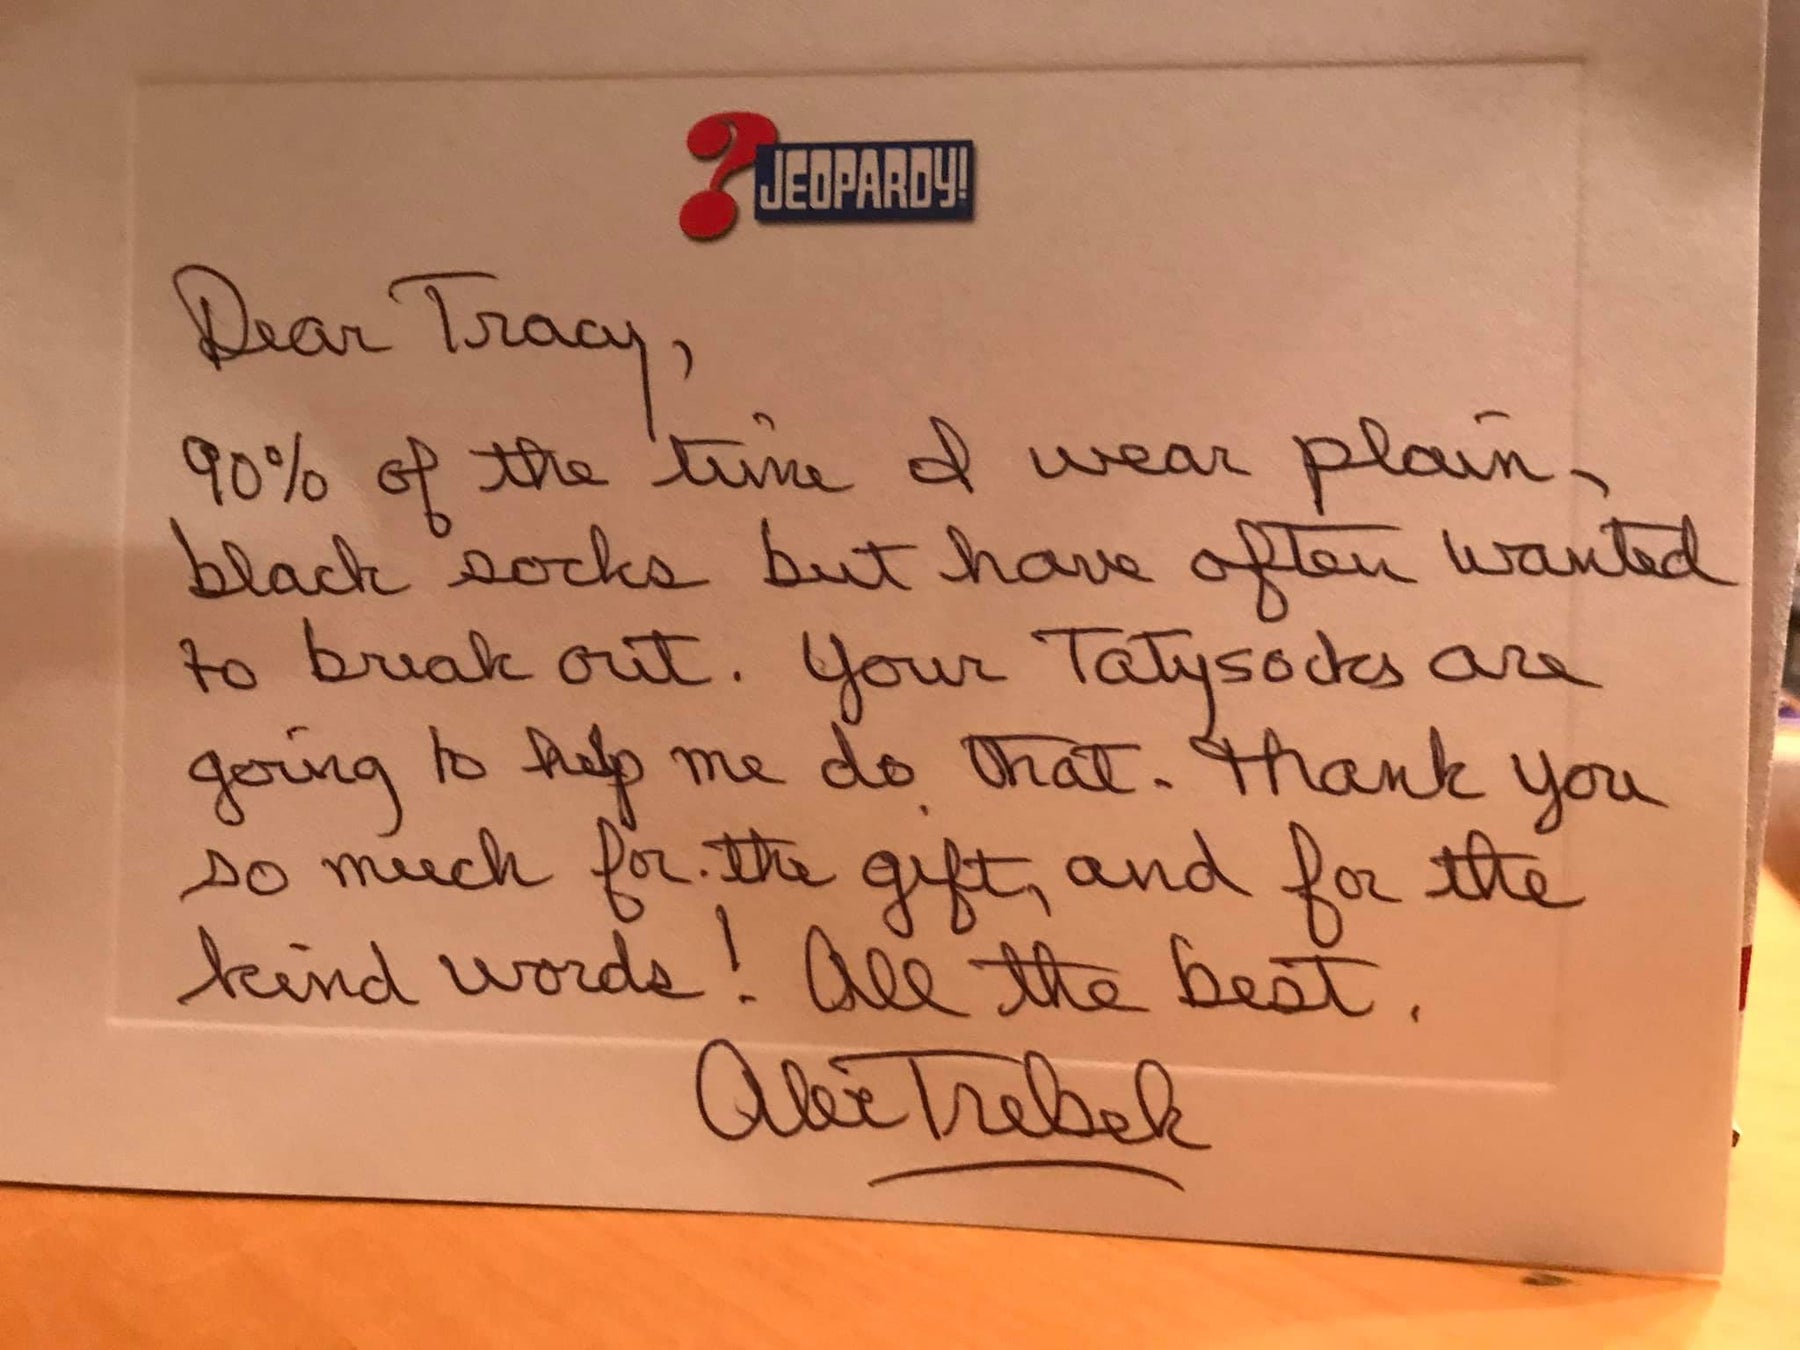 ? JEOPARDY!
Dear Tracy,
90% of the time I wear plain,
black socks but have often wanted
to break out. Your Tatysocks are
going to help me do that. Thank you
so much for the gift, and for the
kind words! All the best.
Alex Trebek